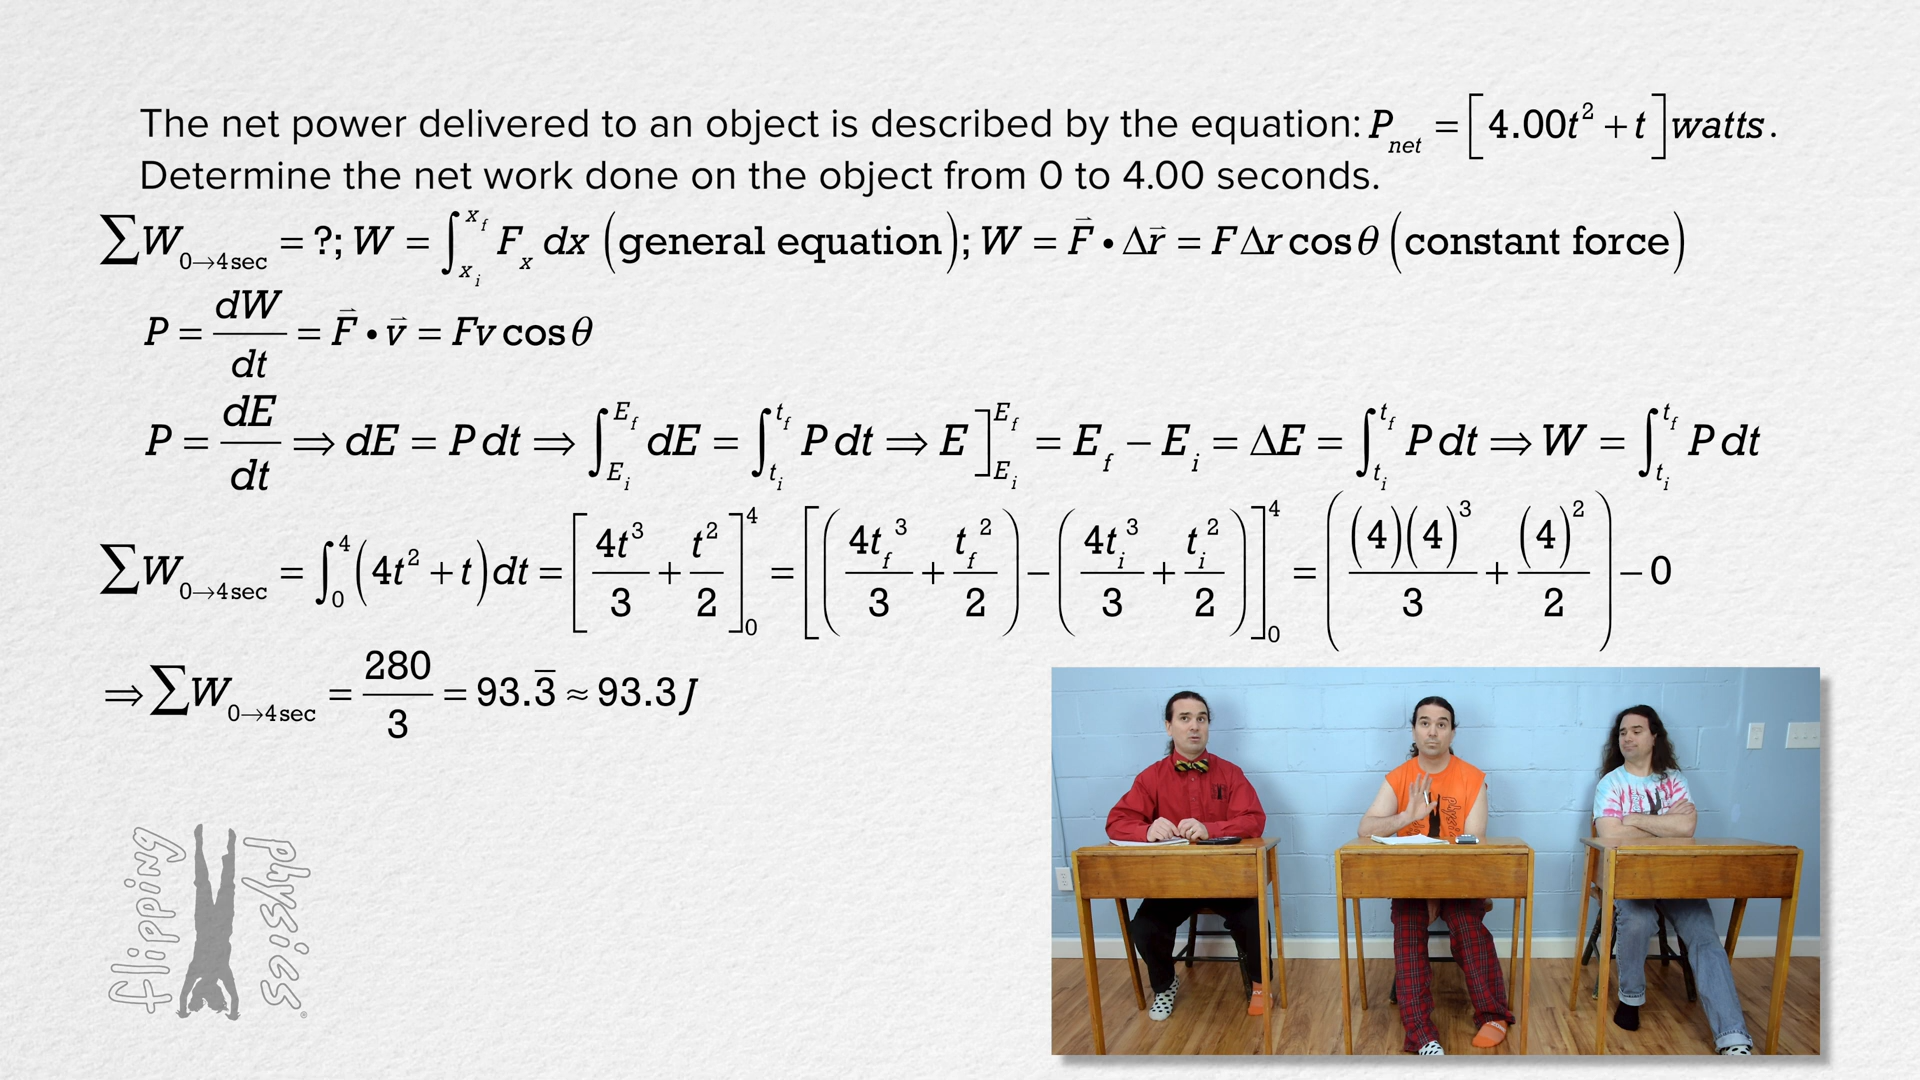 The net power delivered to an object is described by the equation: P_net = [4.00t² + t] watts.
Determine the net work done on the object from 0 to 4.00 seconds.
∑W_0→4sec = ?; W = ∫_{x_i}^{x_f} F_x dx (general equation); W = F⃗ • Δr⃗ = FΔr cosθ (constant force)
P = dW/dt = F⃗ • v⃗ = Fv cosθ
P = dE/dt ⇒ dE = P dt ⇒ ∫_{E_i}^{E_f} dE = ∫_{t_i}^{t_f} P dt ⇒ E]_{E_i}^{E_f} = E_f − E_i = ΔE = ∫_{t_i}^{t_f} P dt ⇒ W = ∫_{t_i}^{t_f} P dt
∑W_0→4sec = ∫_0^4 (4t² + t) dt = [4t³/3 + t²/2]_0^4 = [(4t_f³/3 + t_f²/2) − (4t_i³/3 + t_i²/2)]_0^4 = ((4)(4)³/3 + (4)²/2) − 0
⇒ ∑W_0→4sec = 280/3 = 93.3̅ ≈ 93.3 J
flipping
physics